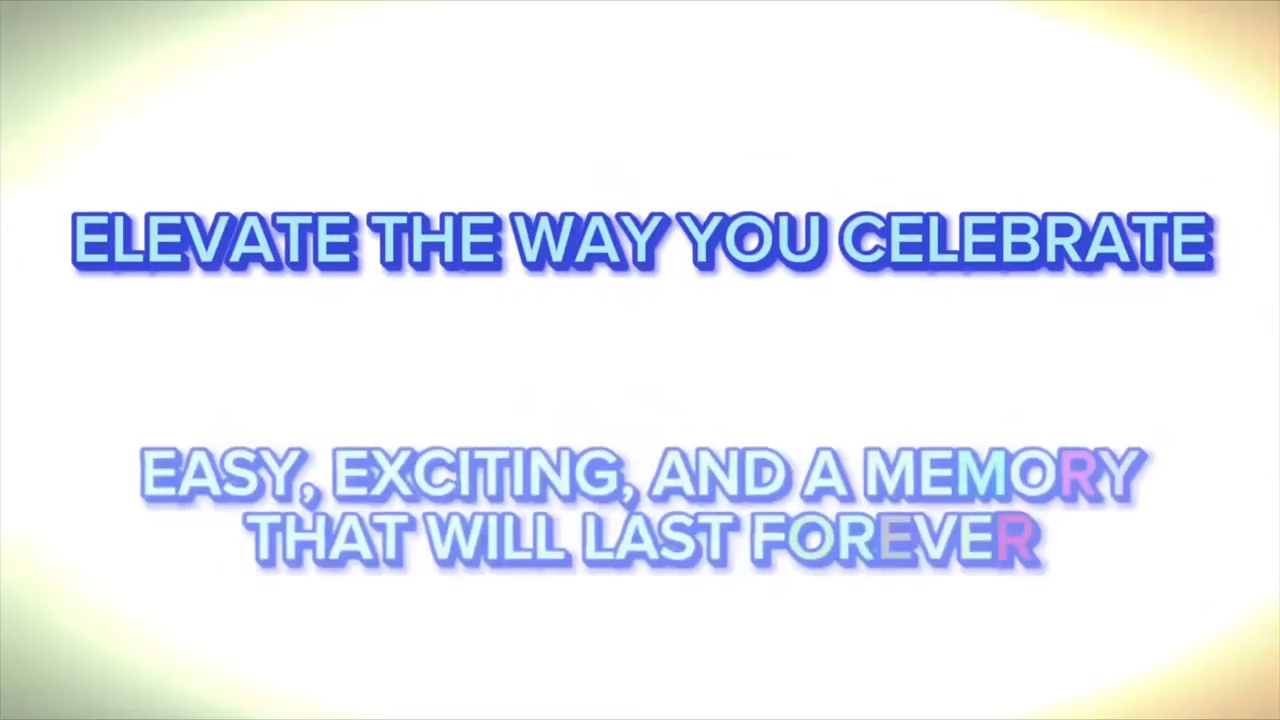 ELEVATE THE WAY YOU CELEBRATE
EASY, EXCITING, AND A MEMORY
THAT WILL LAST FOREVER